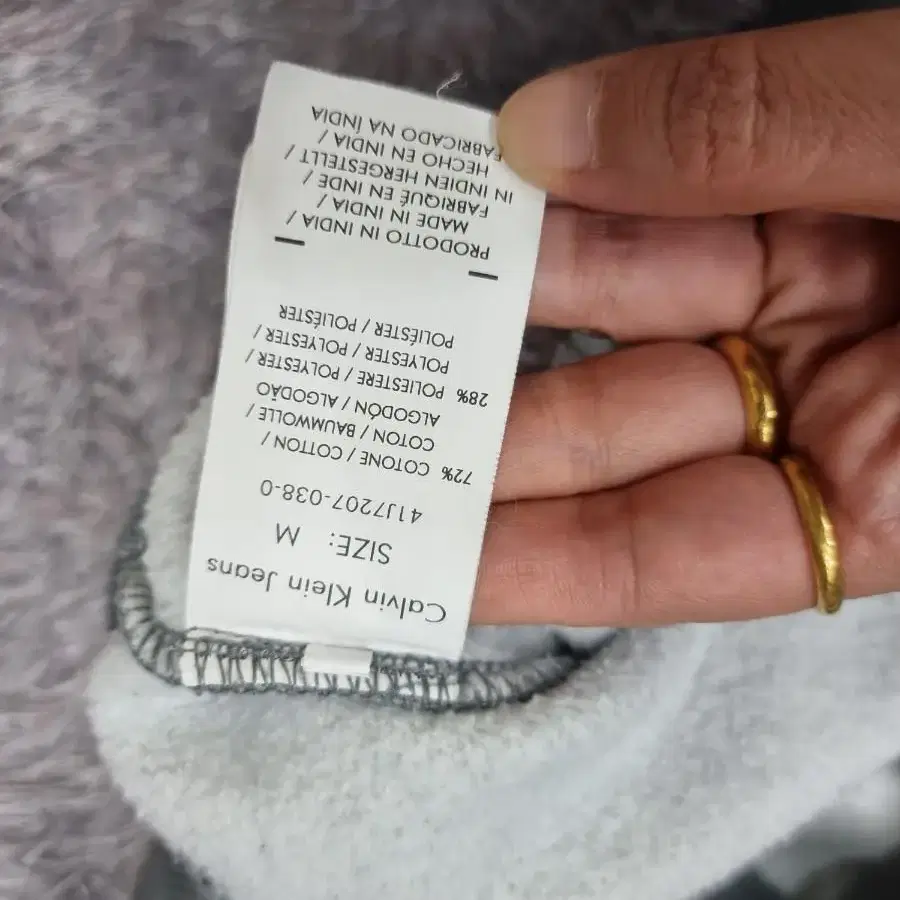 Calvin Klein Jeans
SIZE: M
41J7207-038-0
72% COTONE / COTTON /
COTON / BAUMWOLLE /
ALGODÓN / ALGODÃO
28% POLIESTERE / POLYESTER /
POLYESTER / POLYESTER /
POLIÉSTER / POLIÉSTER
PRODOTTO IN INDIA /
MADE IN INDIA /
FABRIQUÉ EN INDE /
IN INDIEN HERGESTELLT /
HECHO EN INDIA /
FABRICADO NA ÍNDIA